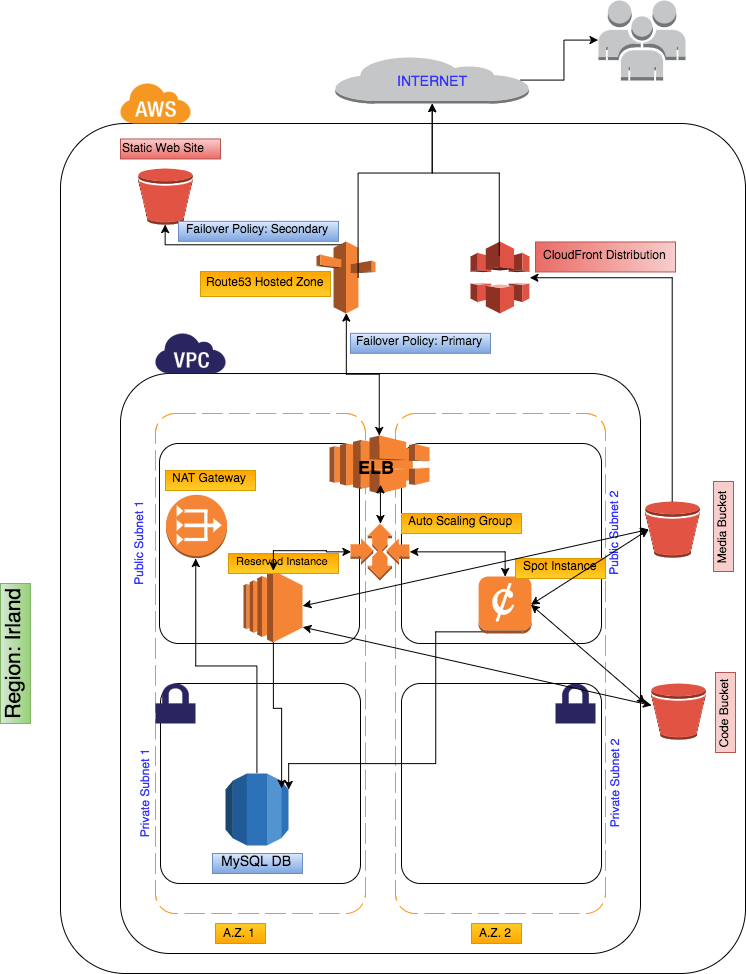 INTERNET
AWS
Static Web Site
Failover Policy: Secondary
CloudFront Distribution
Route53 Hosted Zone
Failover Policy: Primary
VPC
ELB
NAT Gateway
Auto Scaling Group
Public Subnet 1
Public Subnet 2
Media Bucket
Reserved Instance
Spot Instance
¢
Region: Irland
Code Bucket
Private Subnet 1
Private Subnet 2
MySQL DB
A.Z. 1
A.Z. 2